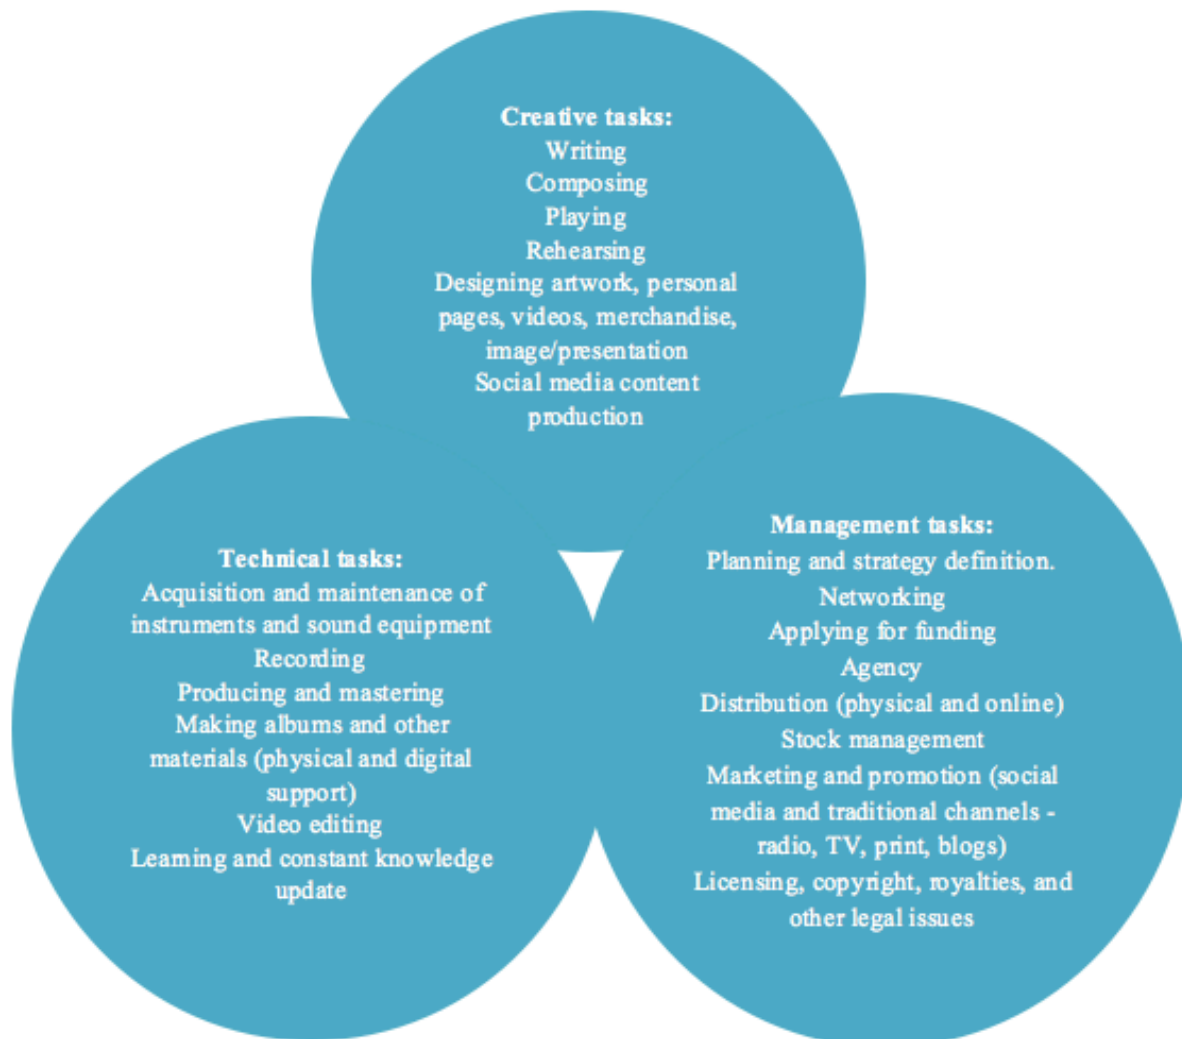 Creative tasks:
Writing
Composing
Playing
Rehearsing
Designing artwork, personal
pages, videos, merchandise,
image/presentation
Social media content
production
Technical tasks:
Acquisition and maintenance of
instruments and sound equipment
Recording
Producing and mastering
Making albums and other
materials (physical and digital
support)
Video editing
Learning and constant knowledge
update
Management tasks:
Planning and strategy definition.
Networking
Applying for funding
Agency
Distribution (physical and online)
Stock management
Marketing and promotion (social
media and traditional channels -
radio, TV, print, blogs)
Licensing, copyright, royalties, and
other legal issues